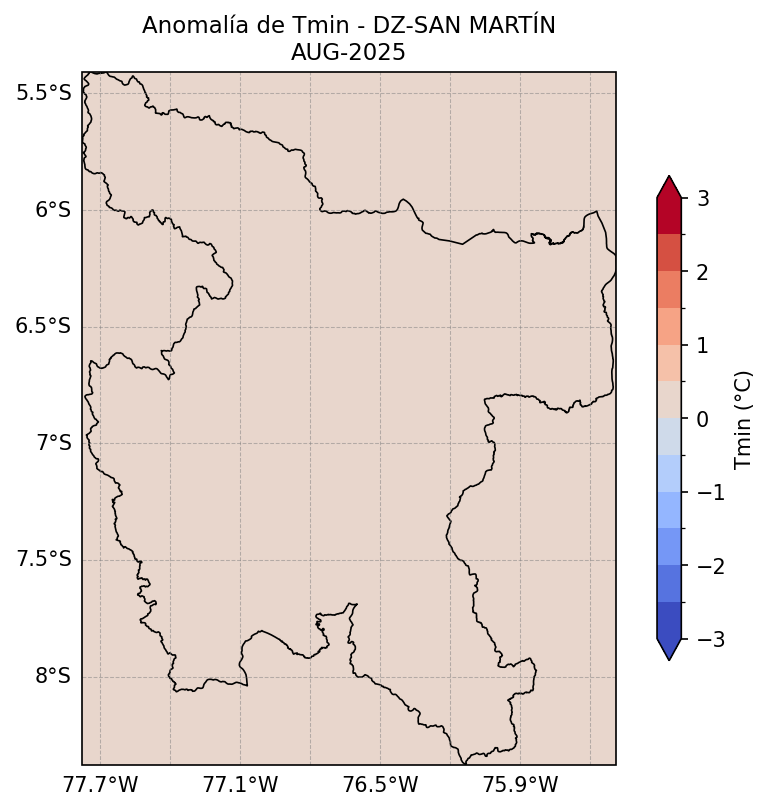 Anomalía de Tmin - DZ-SAN MARTÍN
AUG-2025
5.5°S
6°S
6.5°S
7°S
7.5°S
8°S
77.7°W 77.1°W 76.5°W 75.9°W
3
2
1
0
−1
−2
−3
Tmin (°C)